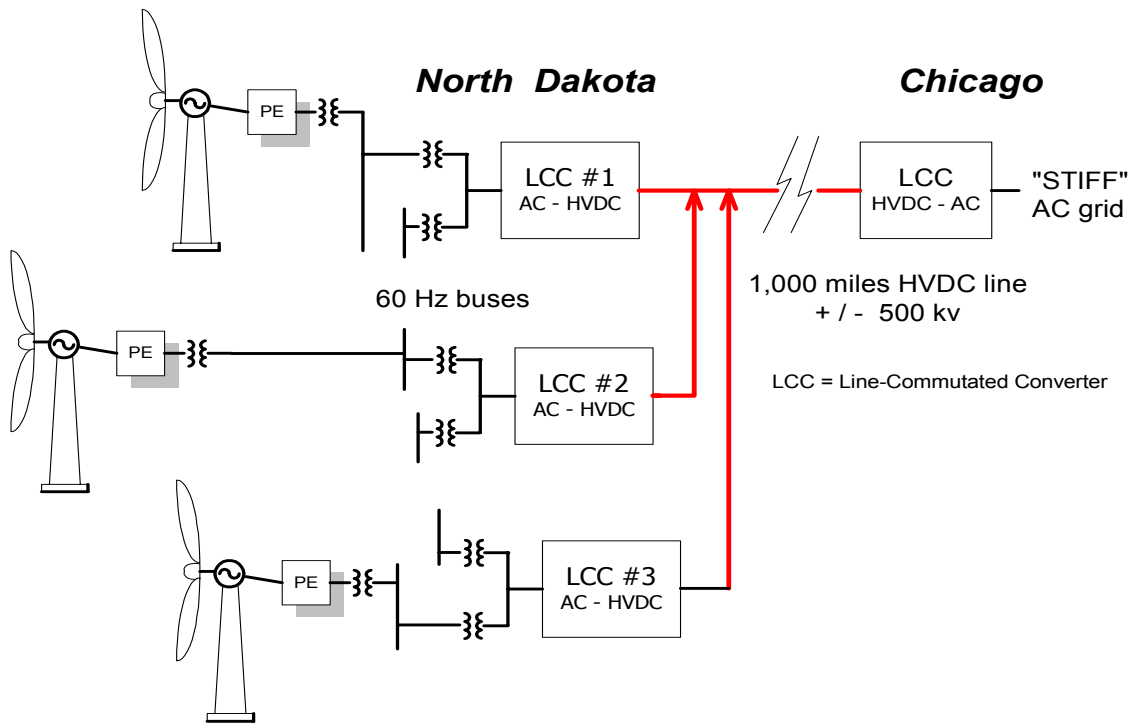 North Dakota
Chicago
PE
LCC #1
AC - HVDC
LCC
HVDC - AC
"STIFF"
AC grid
60 Hz buses
1,000 miles HVDC line
+ / - 500 kv
PE
LCC #2
AC - HVDC
LCC = Line-Commutated Converter
PE
LCC #3
AC - HVDC